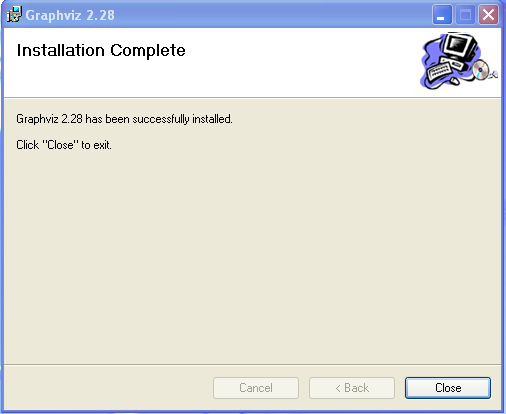 Graphviz 2.28
Installation Complete
Graphviz 2.28 has been successfully installed.
Click "Close" to exit.
Cancel
< Back
Close